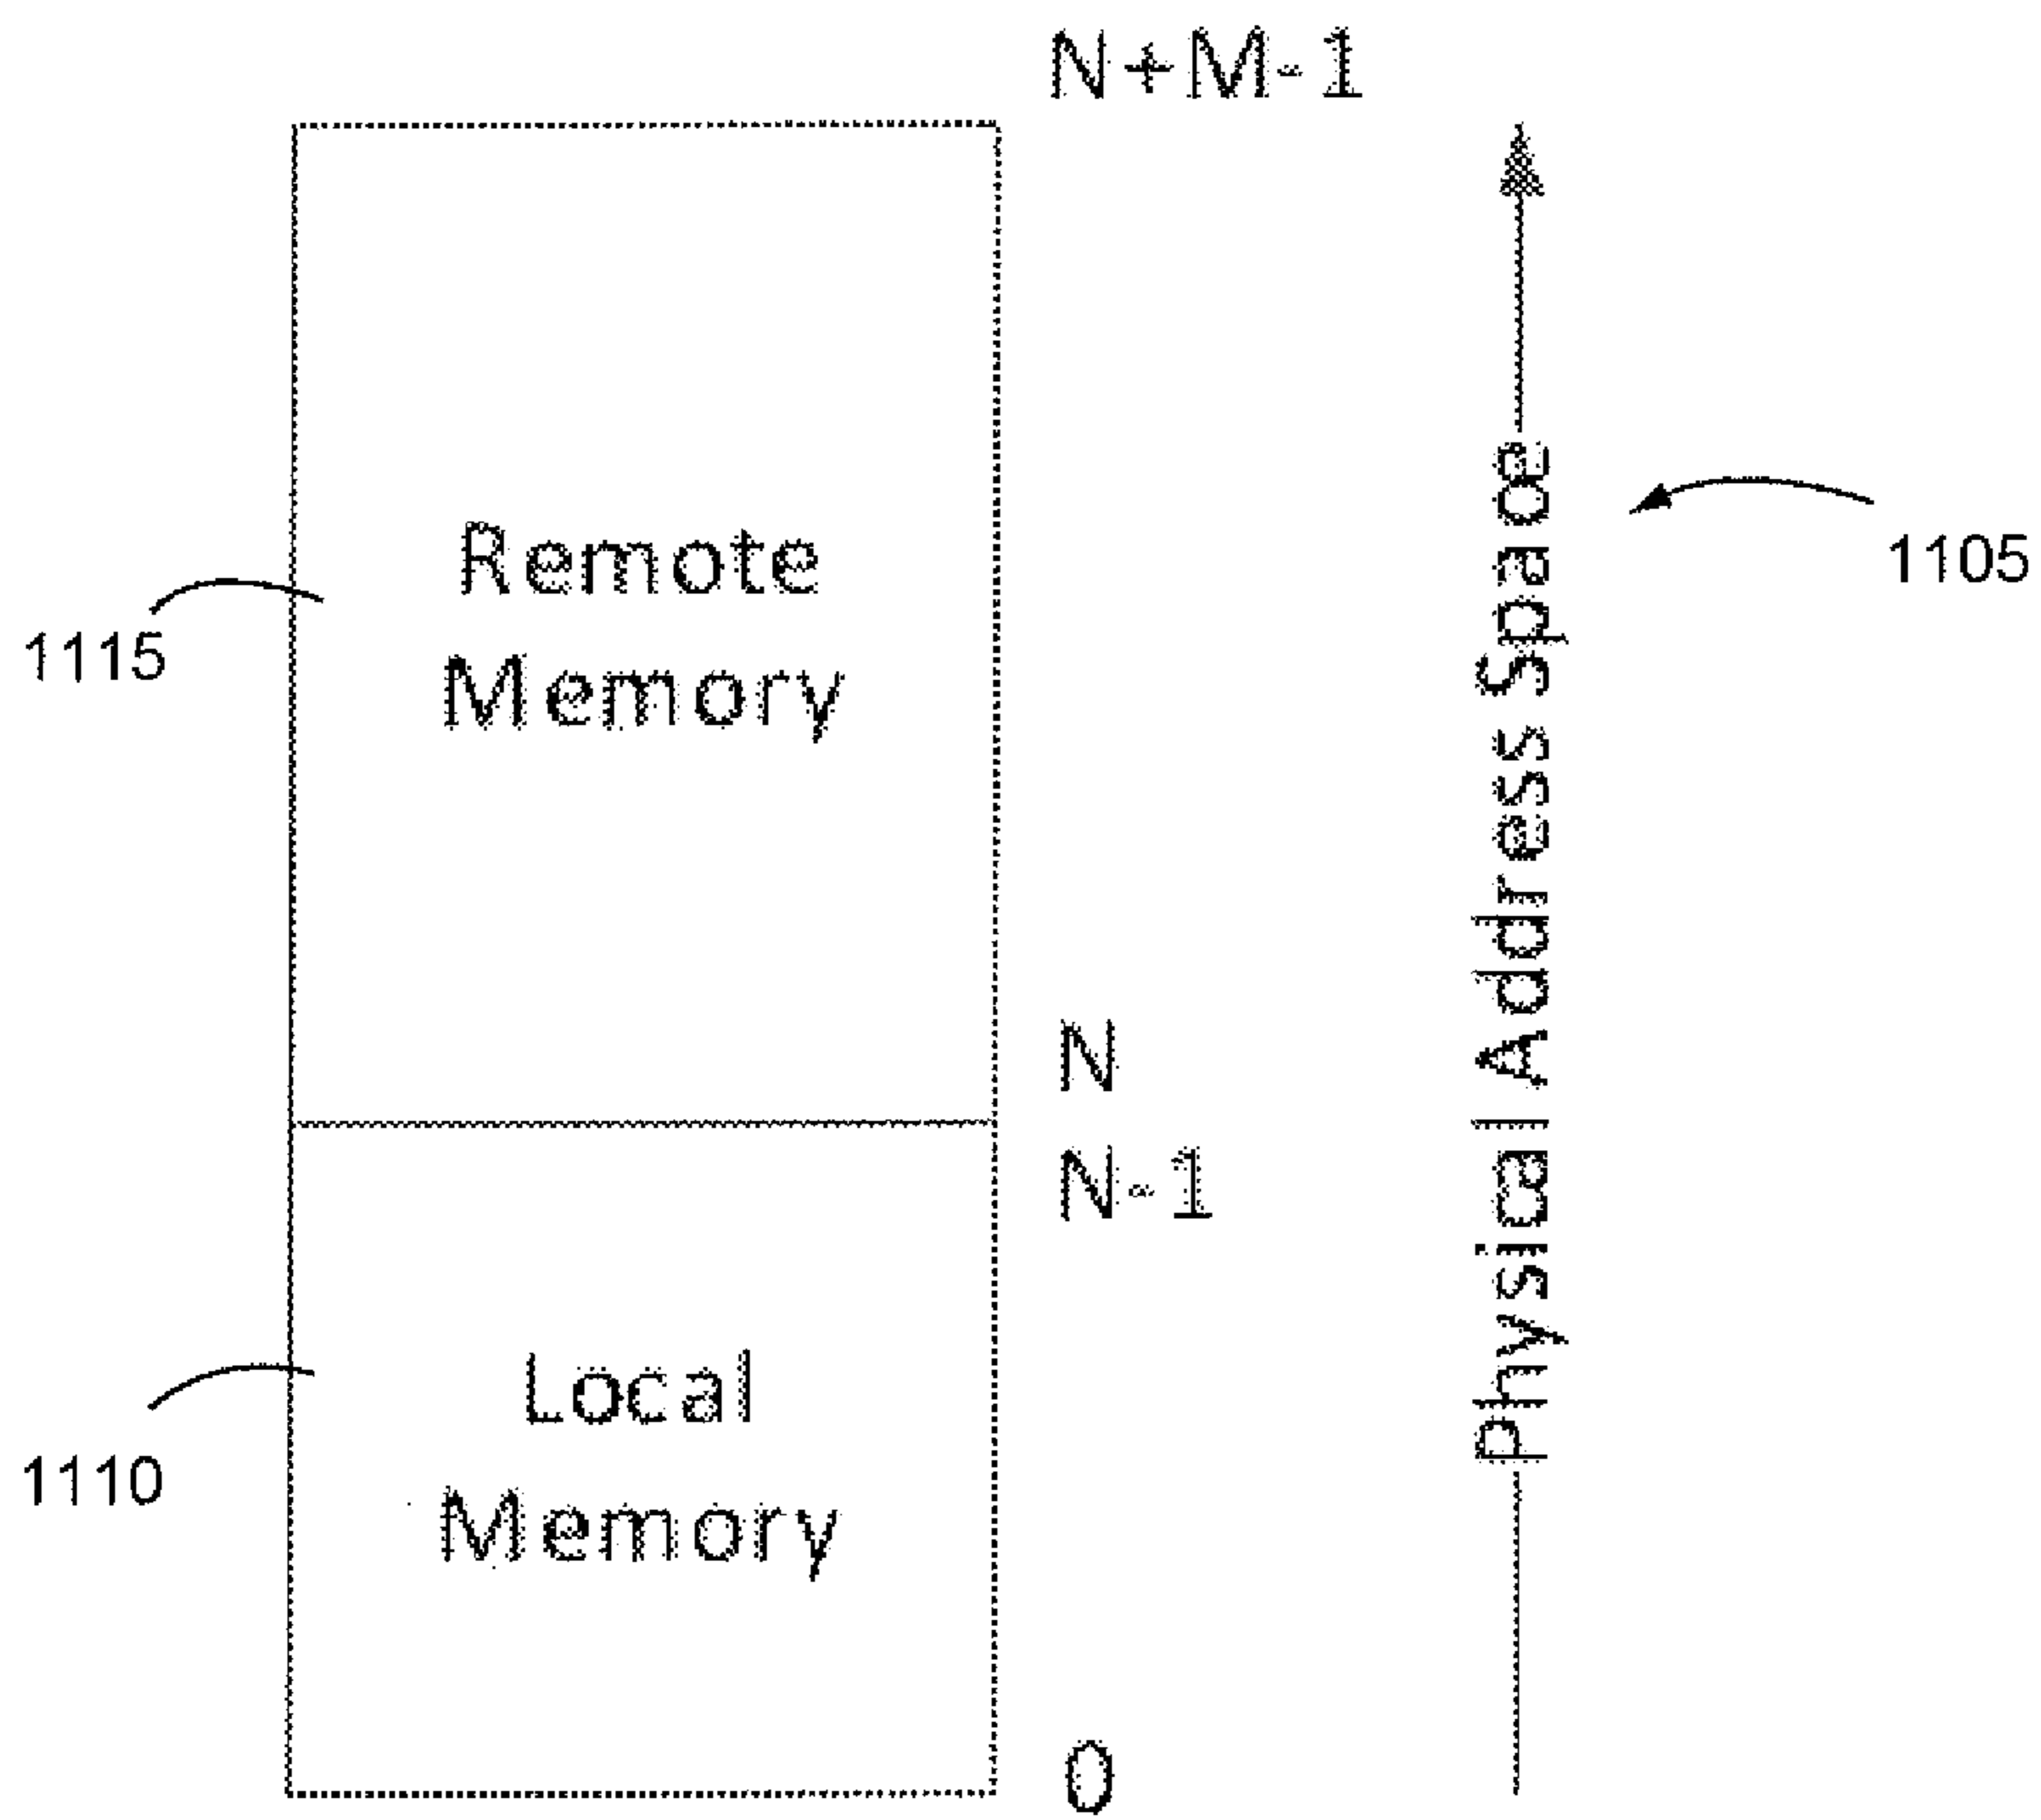 N+M-1
Remote
Memory
1115
N
N-1
Local
Memory
1110
0
Physical Address Space
1105